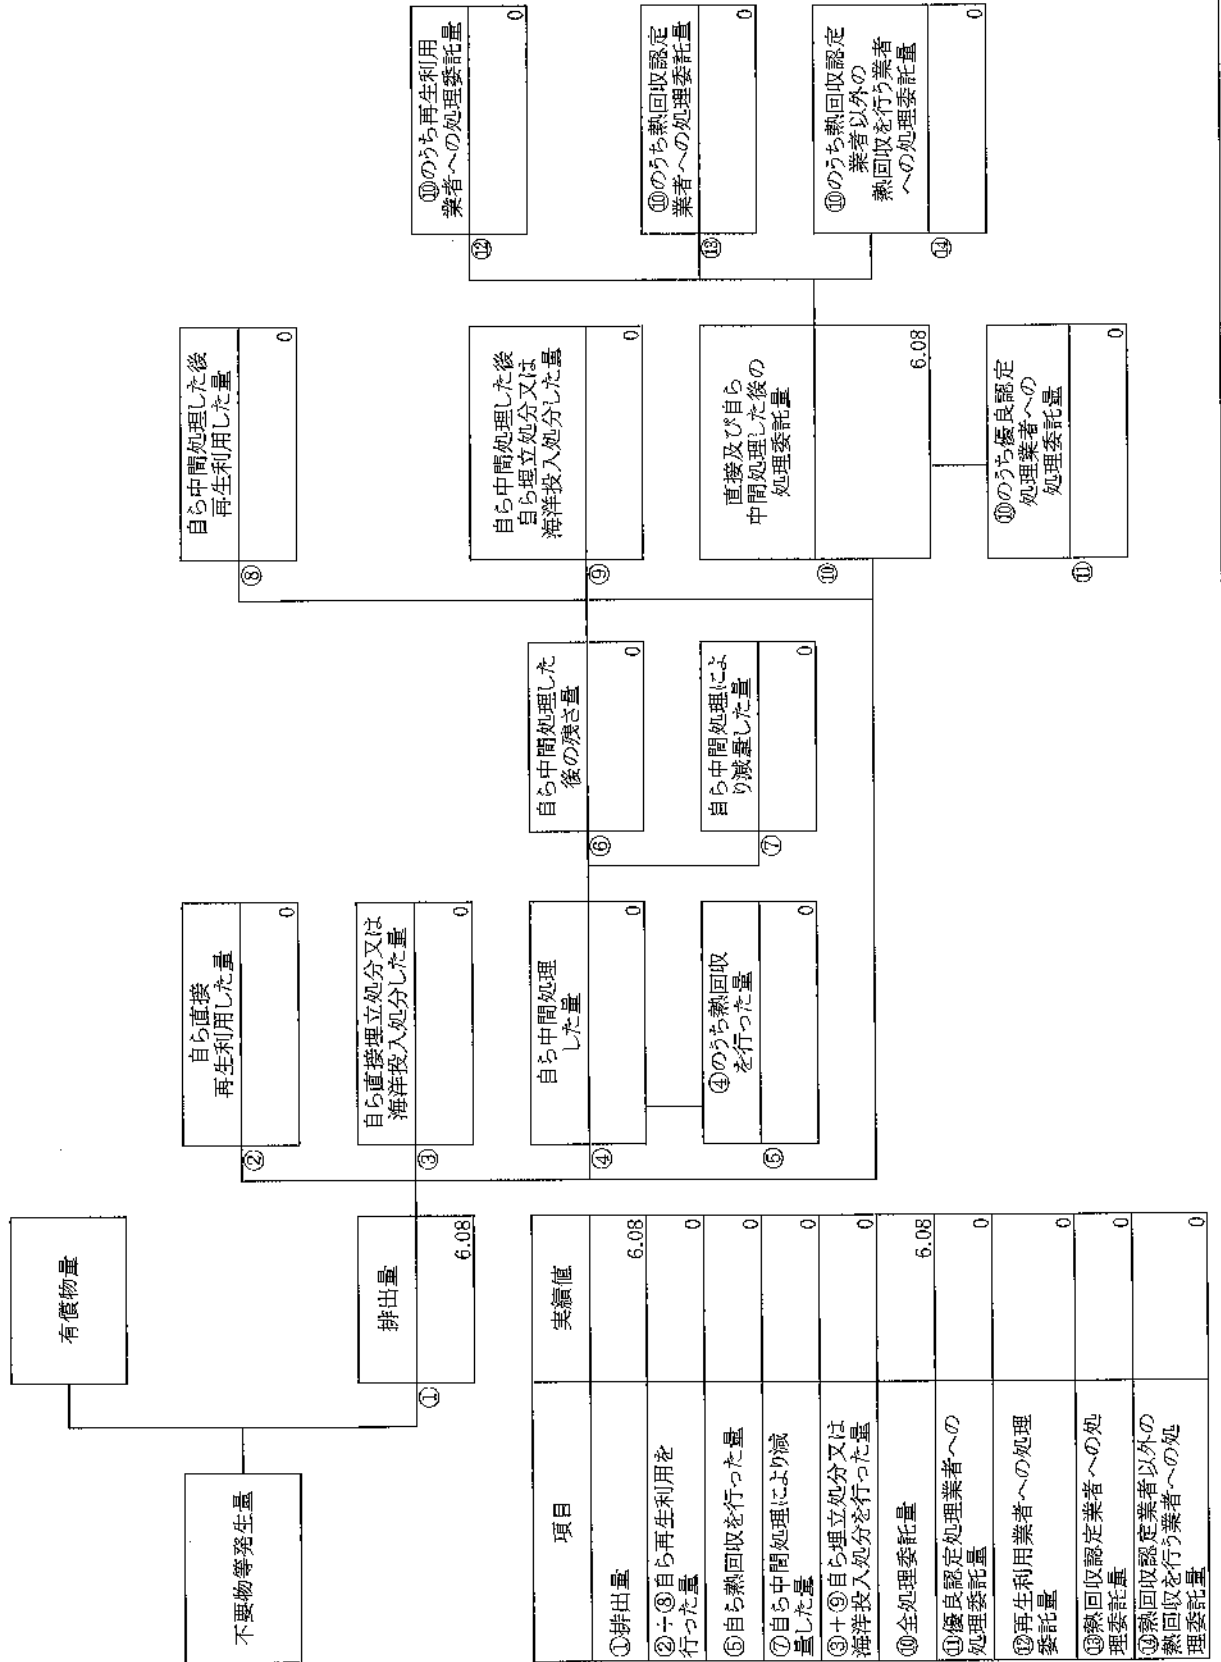 不要物等発生量
有償物量
①
排出量
6.08
②
自ら直接
再生利用した量
0
③
自ら直接埋立処分又は
海洋投入処分した量
0
④
自ら中間処理
した量
0
⑤
④のうち熱回収
を行った量
0
⑥
自ら中間処理した
後の残さ量
0
⑦
自ら中間処理によ
り減量した量
0
⑧
自ら中間処理した後
再生利用した量
0
⑨
自ら中間処理した後
自ら埋立処分又は
海洋投入処分した量
0
⑩
直接及び自ら
中間処理した後の
処理委託量
6.08
⑪
⑩のうち優良認定
処理業者への
処理委託量
0
⑫
⑩のうち再生利用
業者への処理委託量
0
⑬
⑩のうち熱回収認定
業者への処理委託量
0
⑭
⑩のうち熱回収認定
業者以外の
熱回収を行う業者
への処理委託量
0
項目 実績値
①排出量 6.08
②+⑧自ら再生利用を
行った量 0
⑤自ら熱回収を行った量 0
⑦自ら中間処理により減
量した量 0
③+⑨自ら埋立処分又は
海洋投入処分を行った量 0
⑩全処理委託量 6.08
⑪優良認定処理業者への
処理委託量 0
⑫再生利用業者への処理
委託量 0
⑬熱回収認定業者への処
理委託量 0
⑭熱回収認定業者以外の
熱回収を行う業者への処
理委託量 0